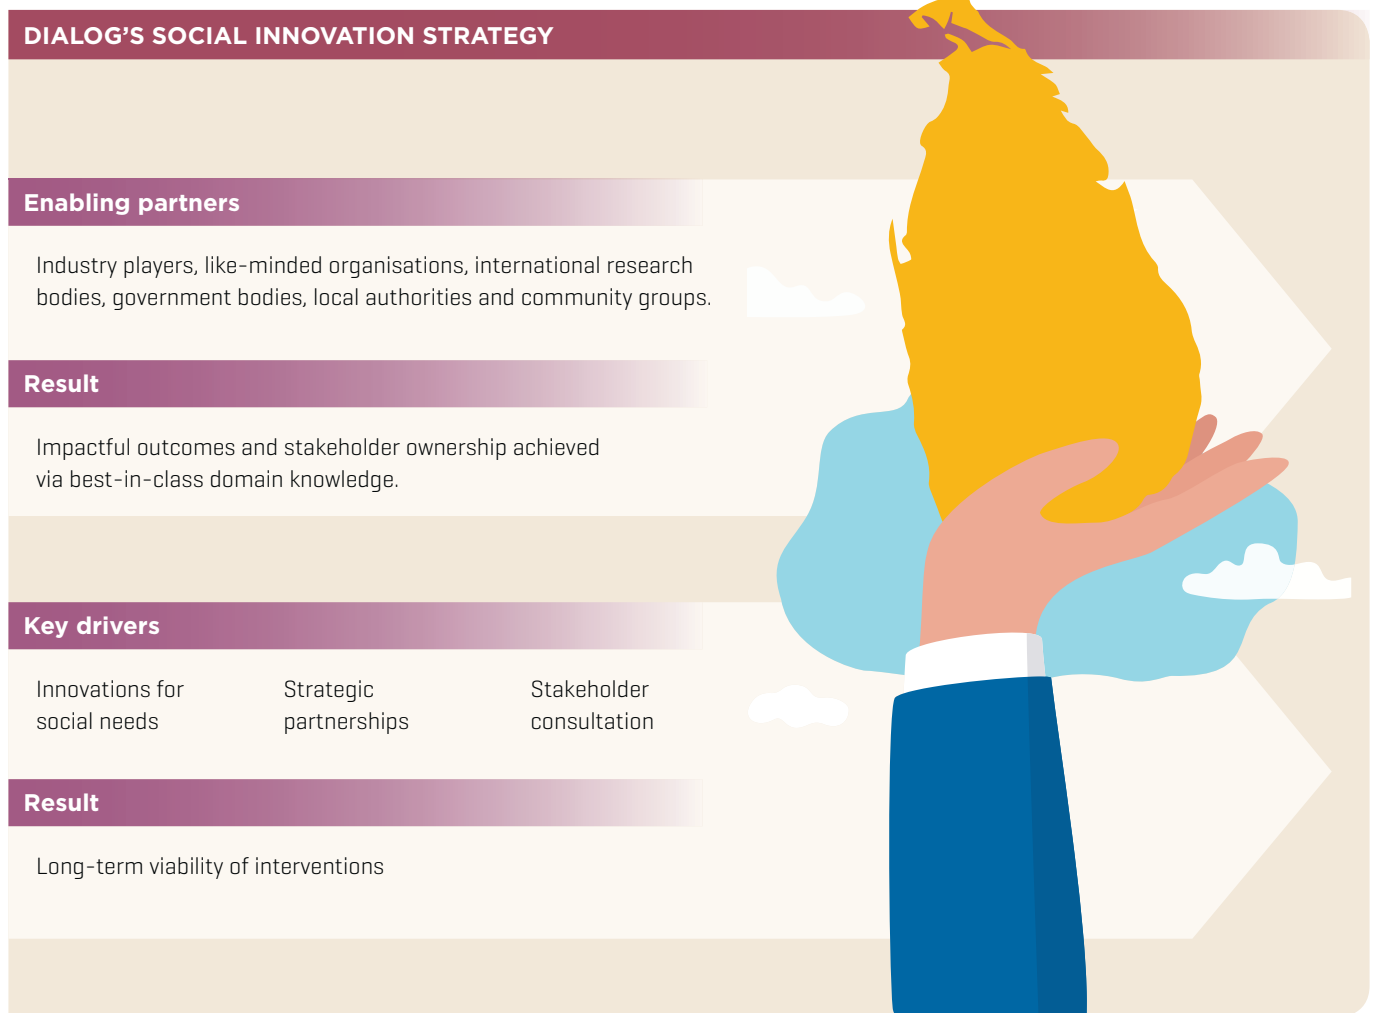 DIALOG'S SOCIAL INNOVATION STRATEGY
Enabling partners
Industry players, like-minded organisations, international research
bodies, government bodies, local authorities and community groups.
Result
Impactful outcomes and stakeholder ownership achieved
via best-in-class domain knowledge.
Key drivers
Innovations for
social needs
Strategic
partnerships
Stakeholder
consultation
Result
Long-term viability of interventions